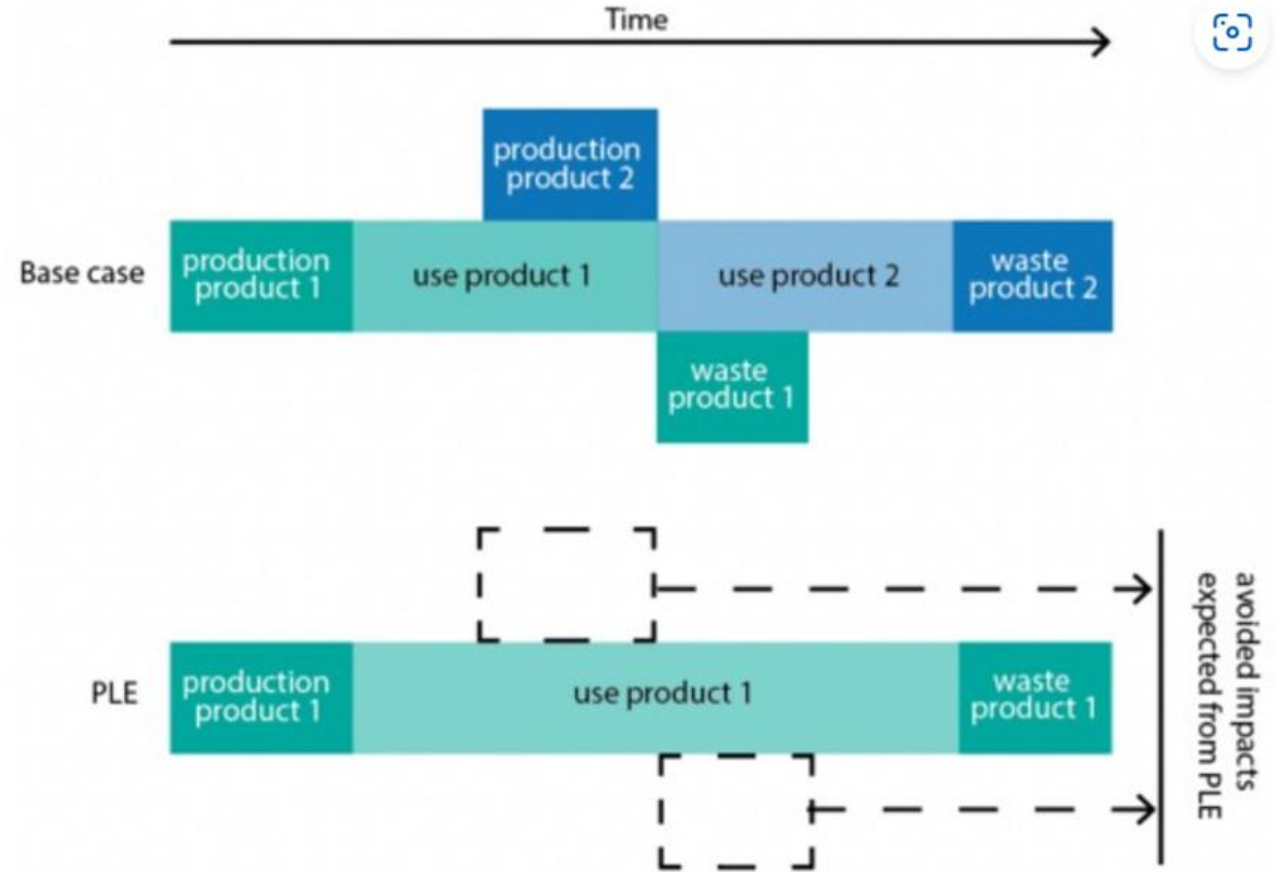 Time
production
product 2
Base case
production
product 1
use product 1
use product 2
waste
product 2
waste
product 1
PLE
production
product 1
use product 1
waste
product 1
avoided impacts
expected from PLE